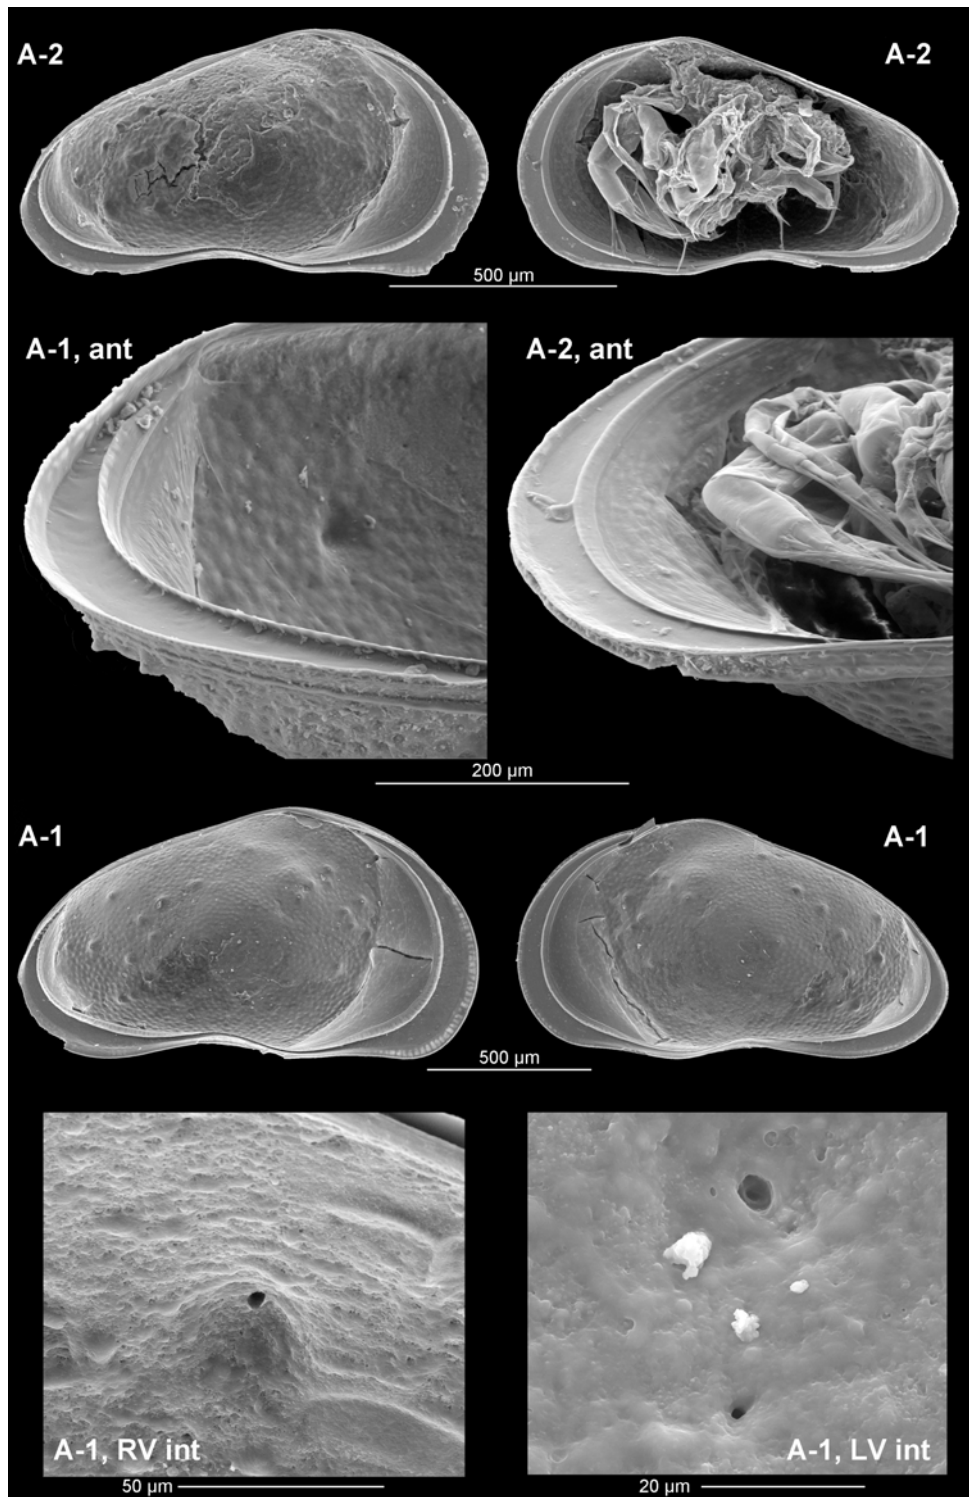 A-2
A-2
500 µm
A-1, ant
A-2, ant
200 µm
A-1
A-1
500 µm
A-1, RV int
A-1, LV int
50 µm
20 µm